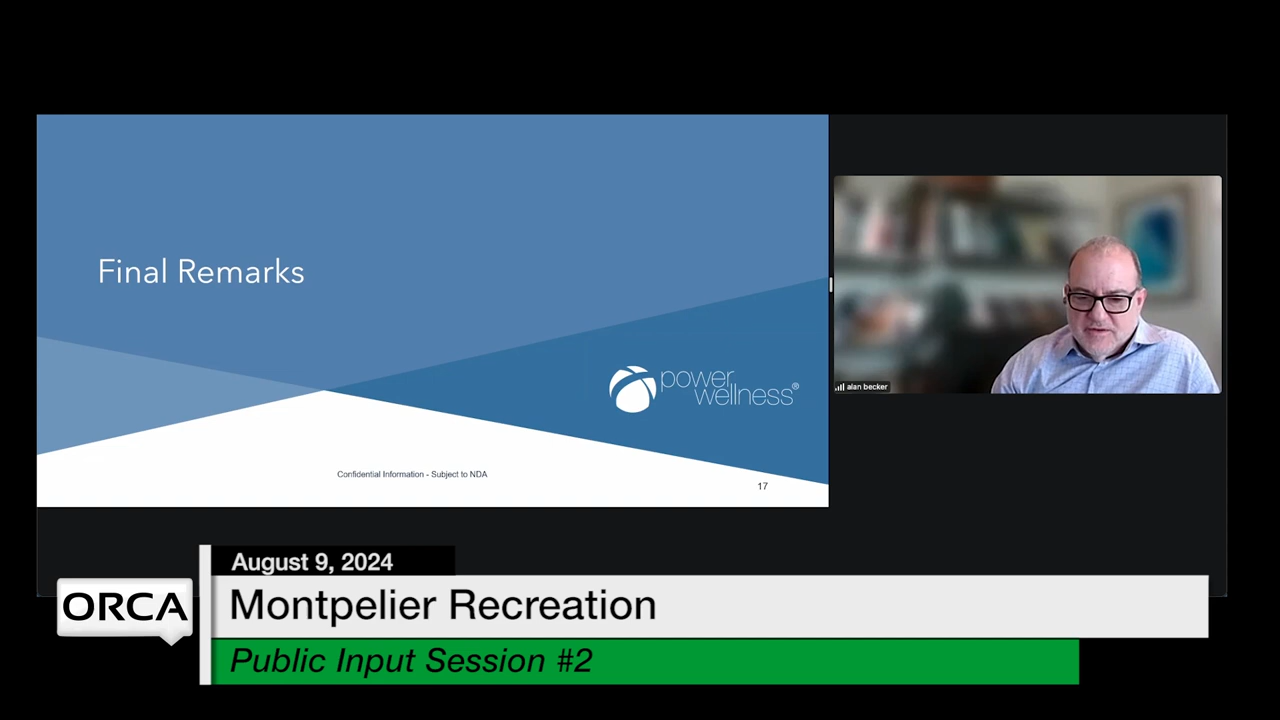 Final Remarks
power
wellness®
Confidential Information - Subject to NDA
17
alan becker
August 9, 2024
ORCA
Montpelier Recreation
Public Input Session #2